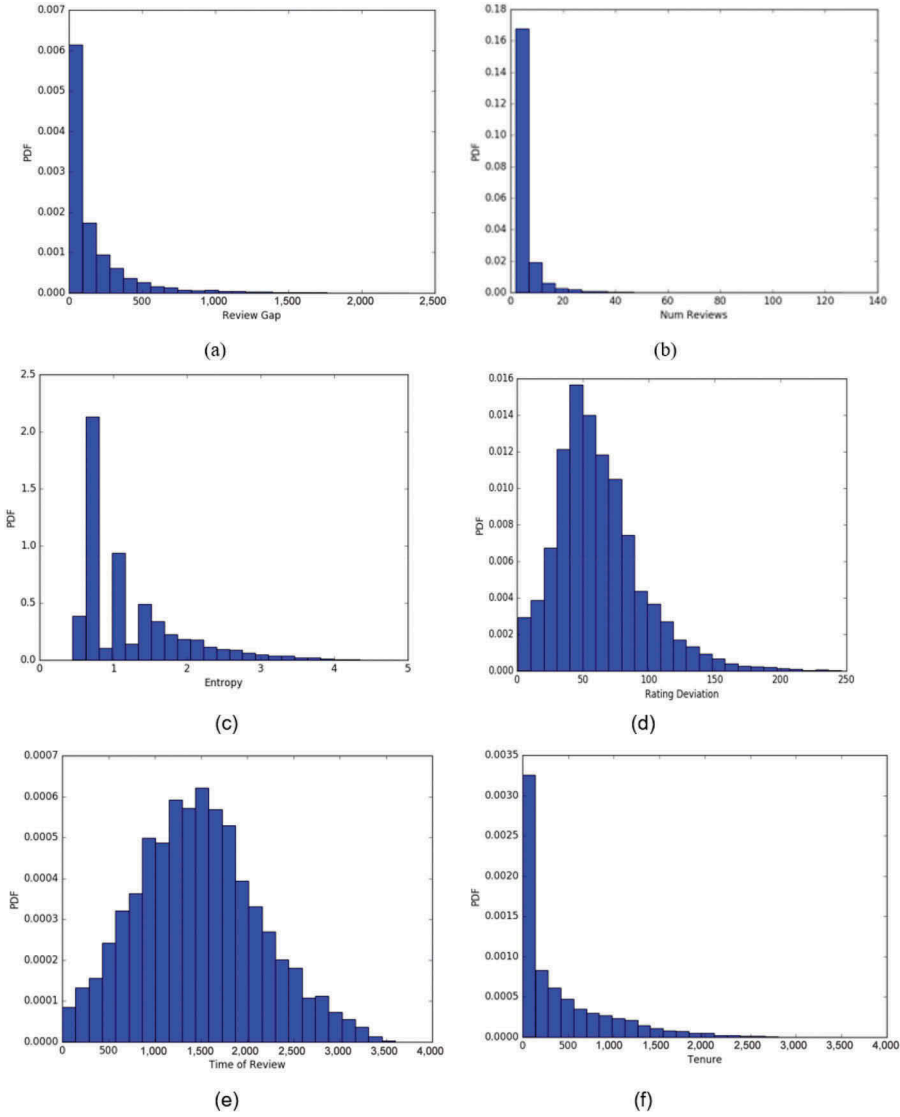 0.007
0.006
0.005
0.004
0.003
0.002
0.001
0.000
PDF
0 500 1,000 1,500 2,000 2,500
Review Gap
(a)
0.18
0.16
0.14
0.12
0.10
0.08
0.06
0.04
0.02
0.00
PDF
0 20 40 60 80 100 120 140
Num Reviews
(b)
2.5
2.0
1.5
1.0
0.5
0.0
PDF
0 1 2 3 4 5
Entropy
(c)
0.016
0.014
0.012
0.010
0.008
0.006
0.004
0.002
0.000
PDF
0 50 100 150 200 250
Rating Deviation
(d)
0.0007
0.0006
0.0005
0.0004
0.0003
0.0002
0.0001
0.0000
PDF
0 500 1,000 1,500 2,000 2,500 3,000 3,500 4,000
Time of Review
(e)
0.0035
0.0030
0.0025
0.0020
0.0015
0.0010
0.0005
0.0000
PDF
0 500 1,000 1,500 2,000 2,500 3,000 3,500 4,000
Tenure
(f)